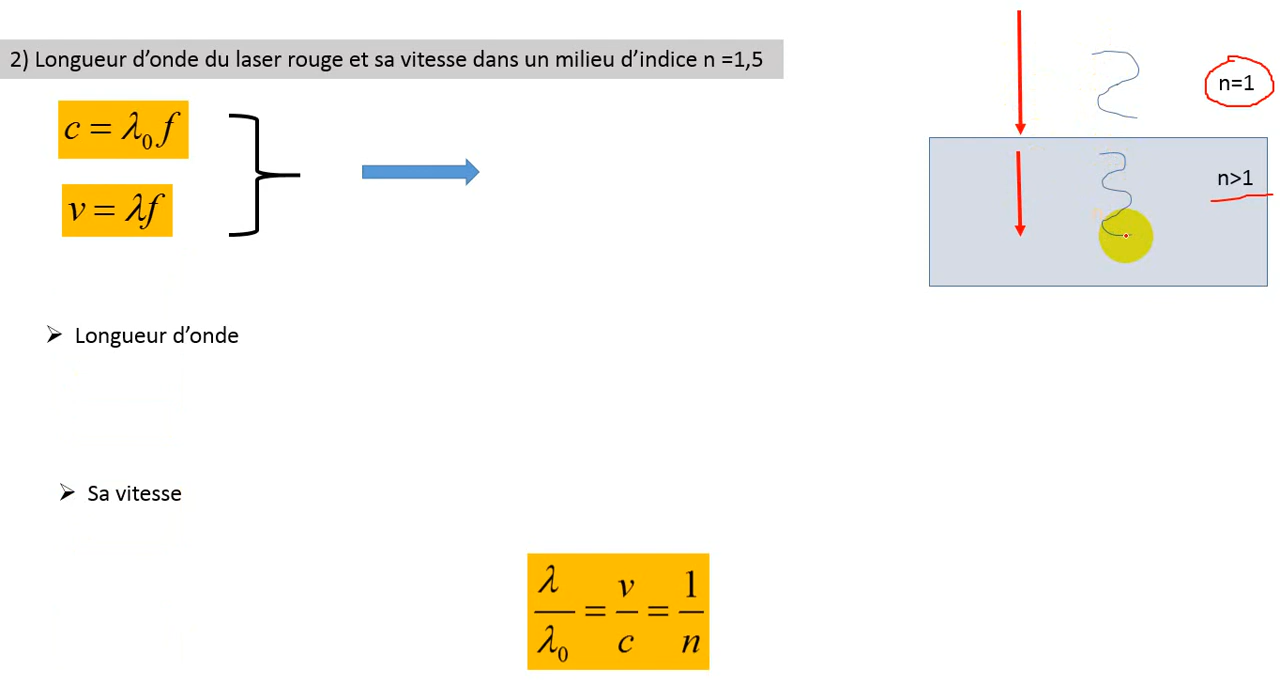 2) Longueur d’onde du laser rouge et sa vitesse dans un milieu d’indice n =1,5
n=1
c = λ₀ f
n>1
v = λf
➢ Longueur d’onde
➢ Sa vitesse
λ/λ₀ = v/c = 1/n